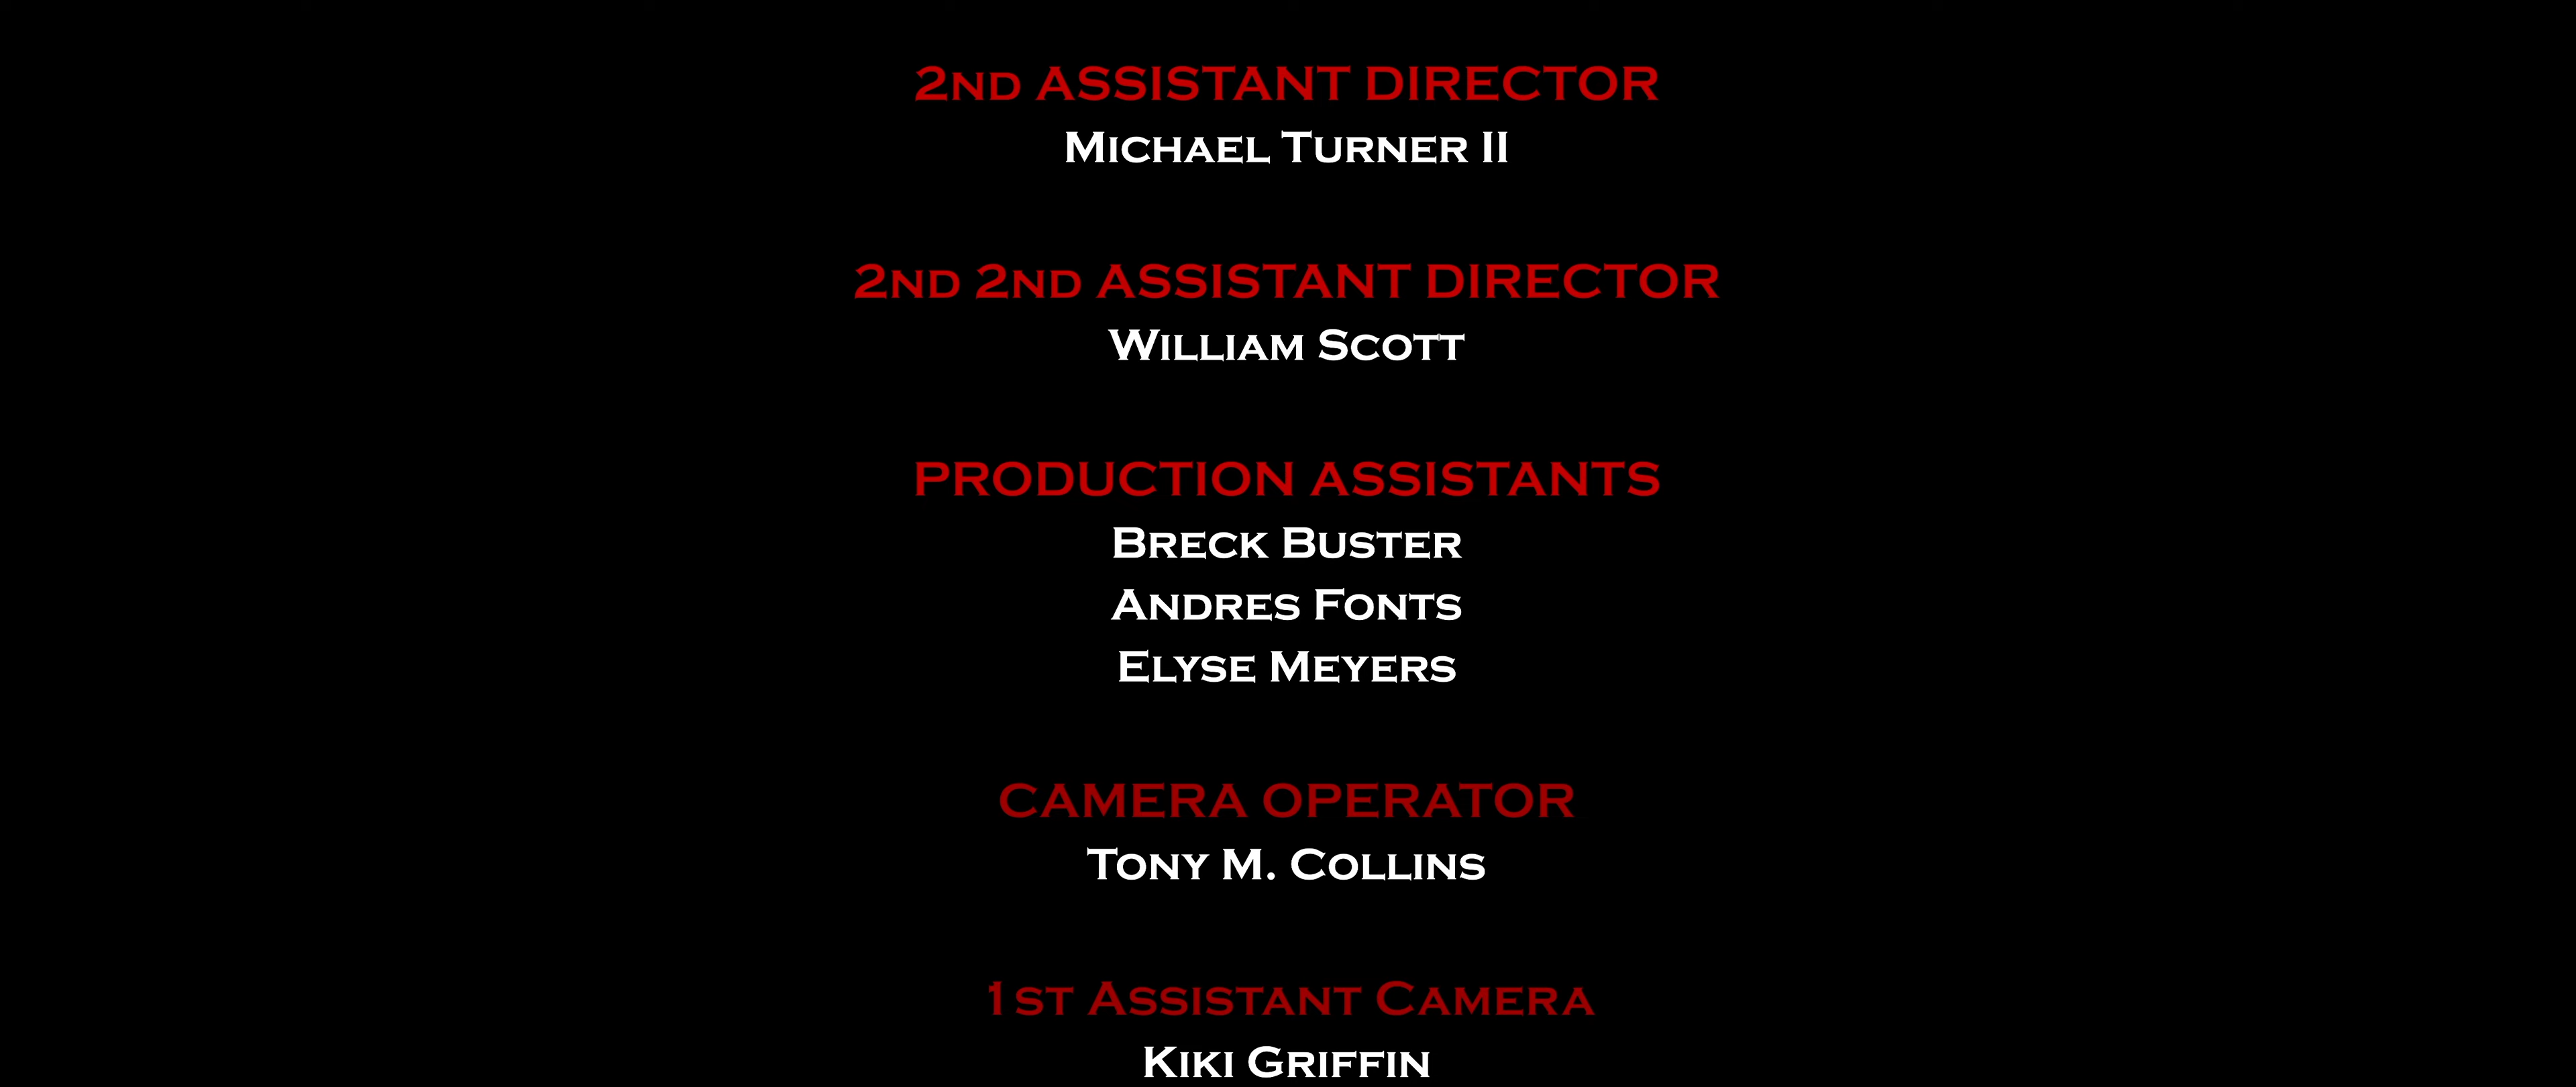 2nd ASSISTANT DIRECTOR
Michael Turner II
2nd 2nd ASSISTANT DIRECTOR
William Scott
PRODUCTION ASSISTANTS
Breck Buster
Andres Fonts
Elyse Meyers
CAMERA OPERATOR
Tony M. Collins
1st Assistant Camera
Kiki Griffin